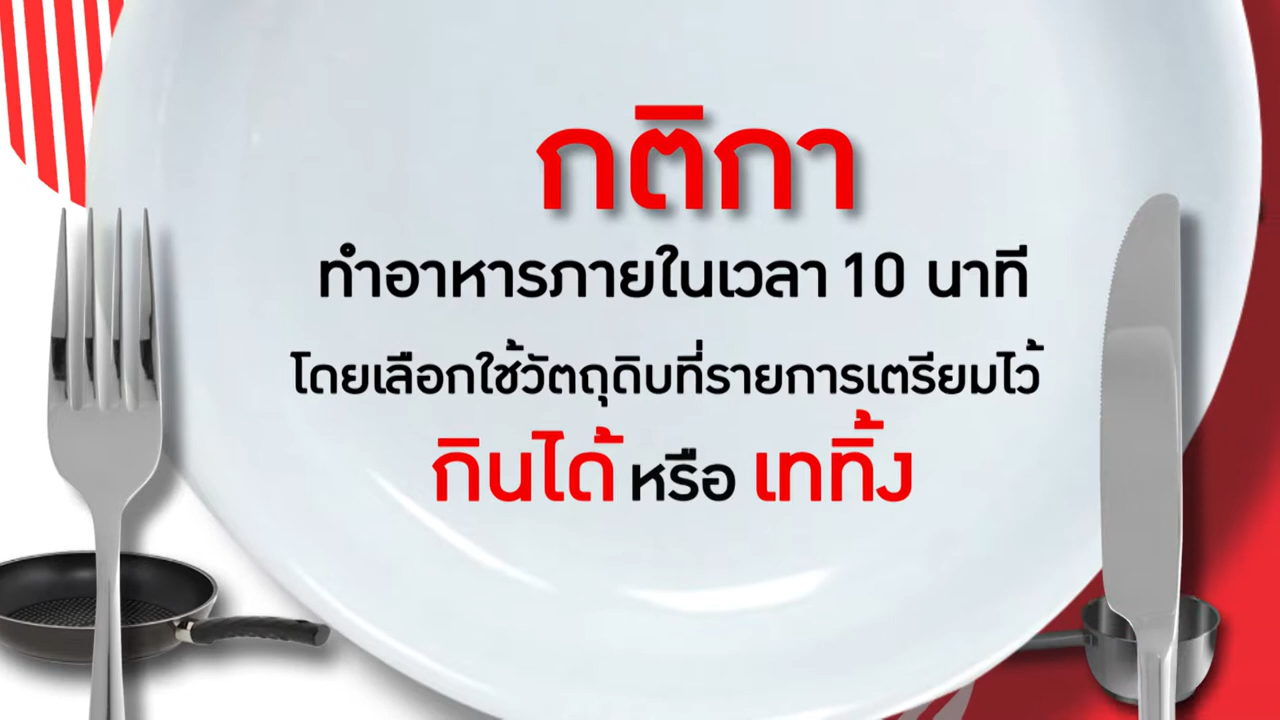 กติกา
ทำอาหารภายในเวลา 10 นาที
โดยเลือกใช้วัตถุดิบที่รายการเตรียมไว้
กินได้ หรือ เททิ้ง